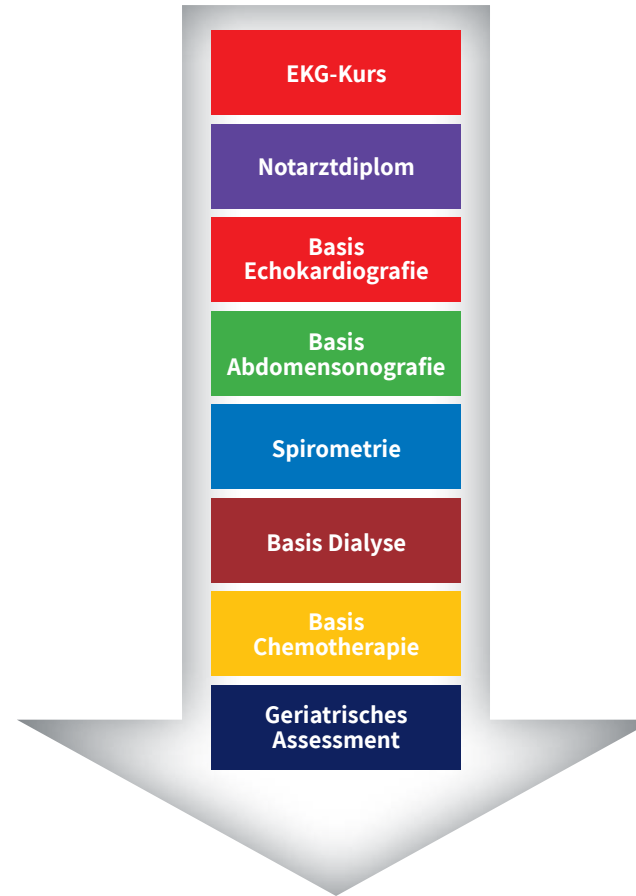 EKG-Kurs
Notarztdiplom
Basis
Echokardiografie
Basis
Abdomensonografie
Spirometrie
Basis Dialyse
Basis
Chemotherapie
Geriatrisches
Assessment